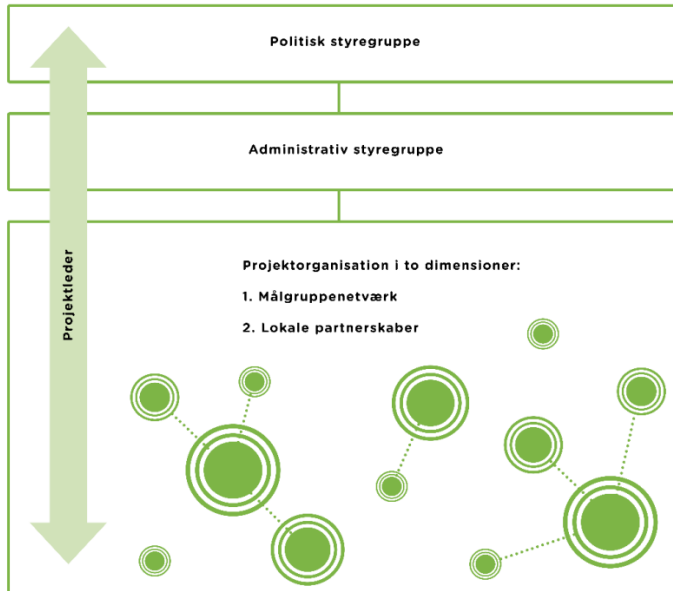 Politisk styregruppe
Administrativ styregruppe
Projektleder
Projektorganisation i to dimensioner:
1. Målgruppenetværk
2. Lokale partnerskaber